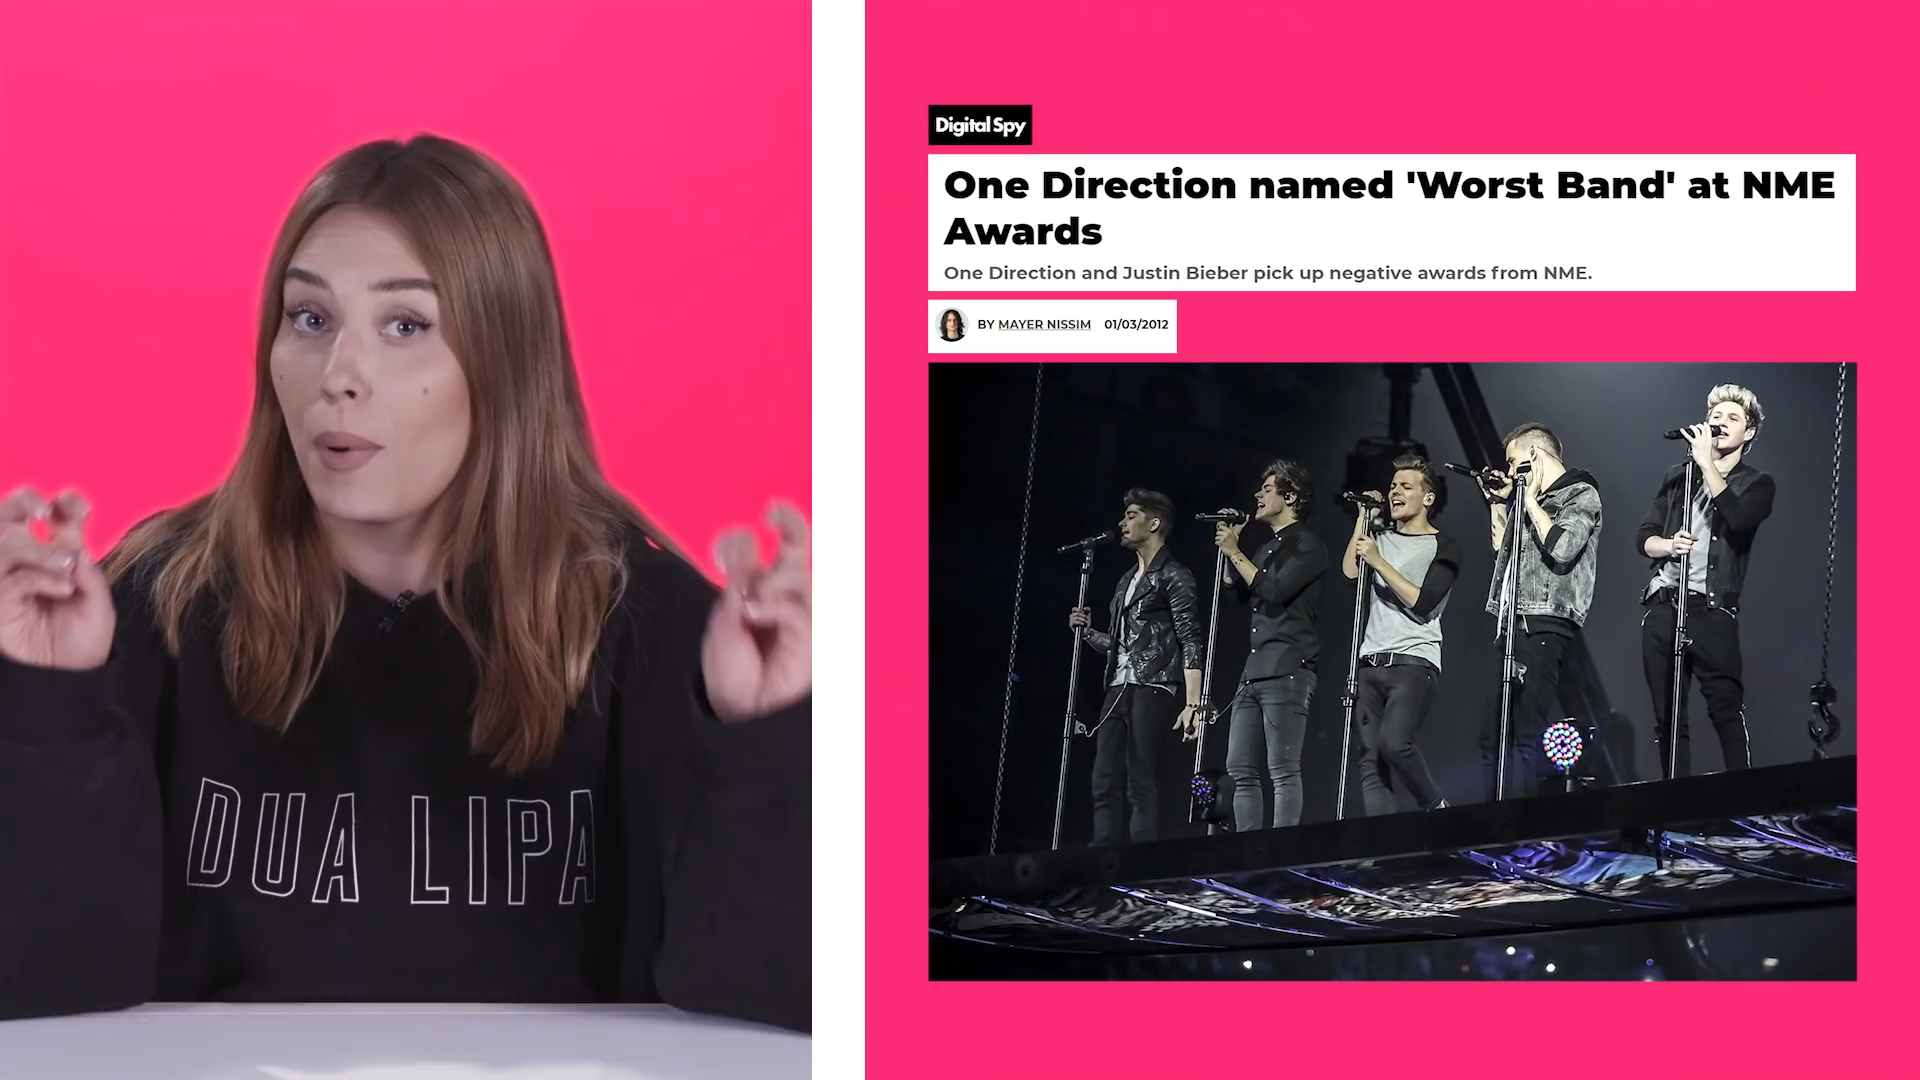 DUA LIPA
Digital Spy
One Direction named 'Worst Band' at NME
Awards
One Direction and Justin Bieber pick up negative awards from NME.
BY MAYER NISSIM 01/03/2012